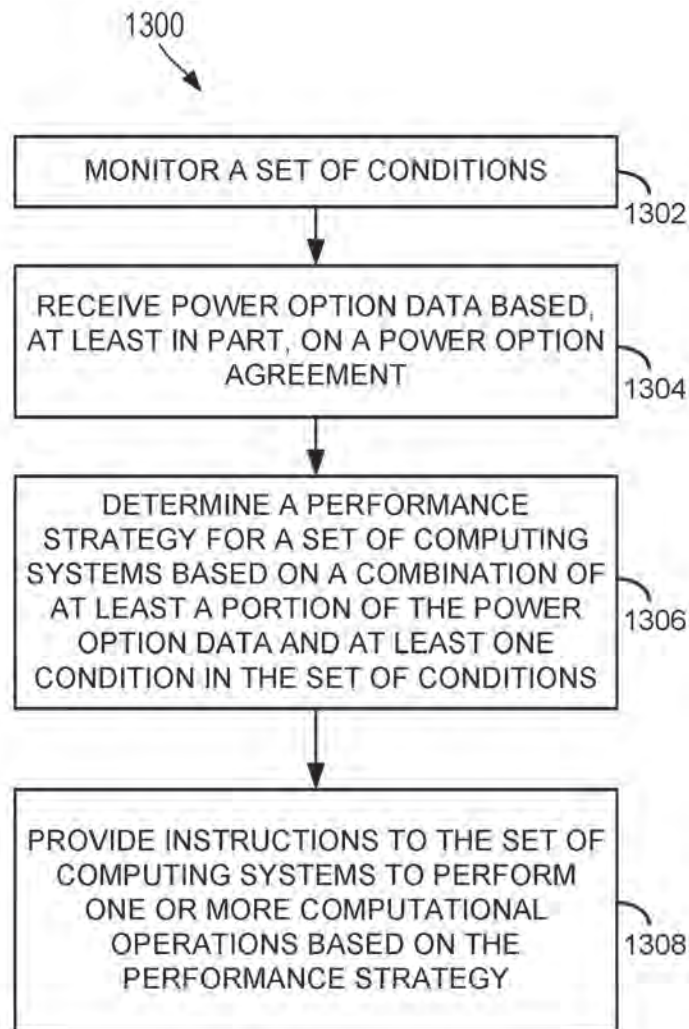 1300
MONITOR A SET OF CONDITIONS
1302
RECEIVE POWER OPTION DATA BASED,
AT LEAST IN PART, ON A POWER OPTION
AGREEMENT
1304
DETERMINE A PERFORMANCE
STRATEGY FOR A SET OF COMPUTING
SYSTEMS BASED ON A COMBINATION OF
AT LEAST A PORTION OF THE POWER
OPTION DATA AND AT LEAST ONE
CONDITION IN THE SET OF CONDITIONS
1306
PROVIDE INSTRUCTIONS TO THE SET OF
COMPUTING SYSTEMS TO PERFORM
ONE OR MORE COMPUTATIONAL
OPERATIONS BASED ON THE
PERFORMANCE STRATEGY
1308